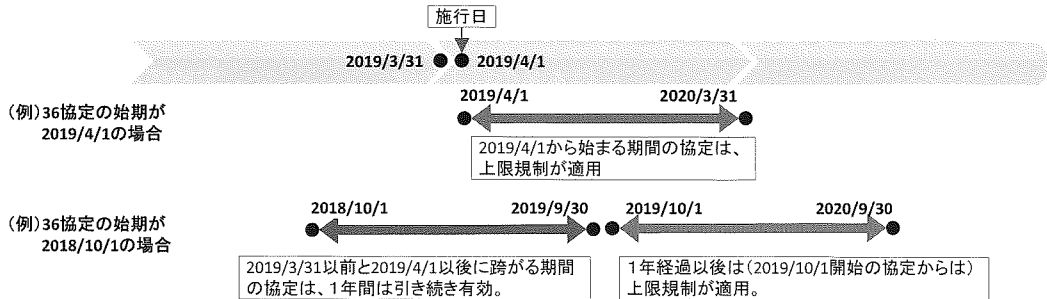 施行日
2019/3/31 2019/4/1
(例)36協定の始期が
2019/4/1の場合
2019/4/1 2020/3/31
2019/4/1から始まる期間の協定は、
上限規制が適用
(例)36協定の始期が
2018/10/1の場合
2018/10/1 2019/9/30 2019/10/1 2020/9/30
2019/3/31以前と2019/4/1以後に跨がる期間
の協定は、1年間は引き続き有効。
1年経過以後は(2019/10/1開始の協定からは)
上限規制が適用。